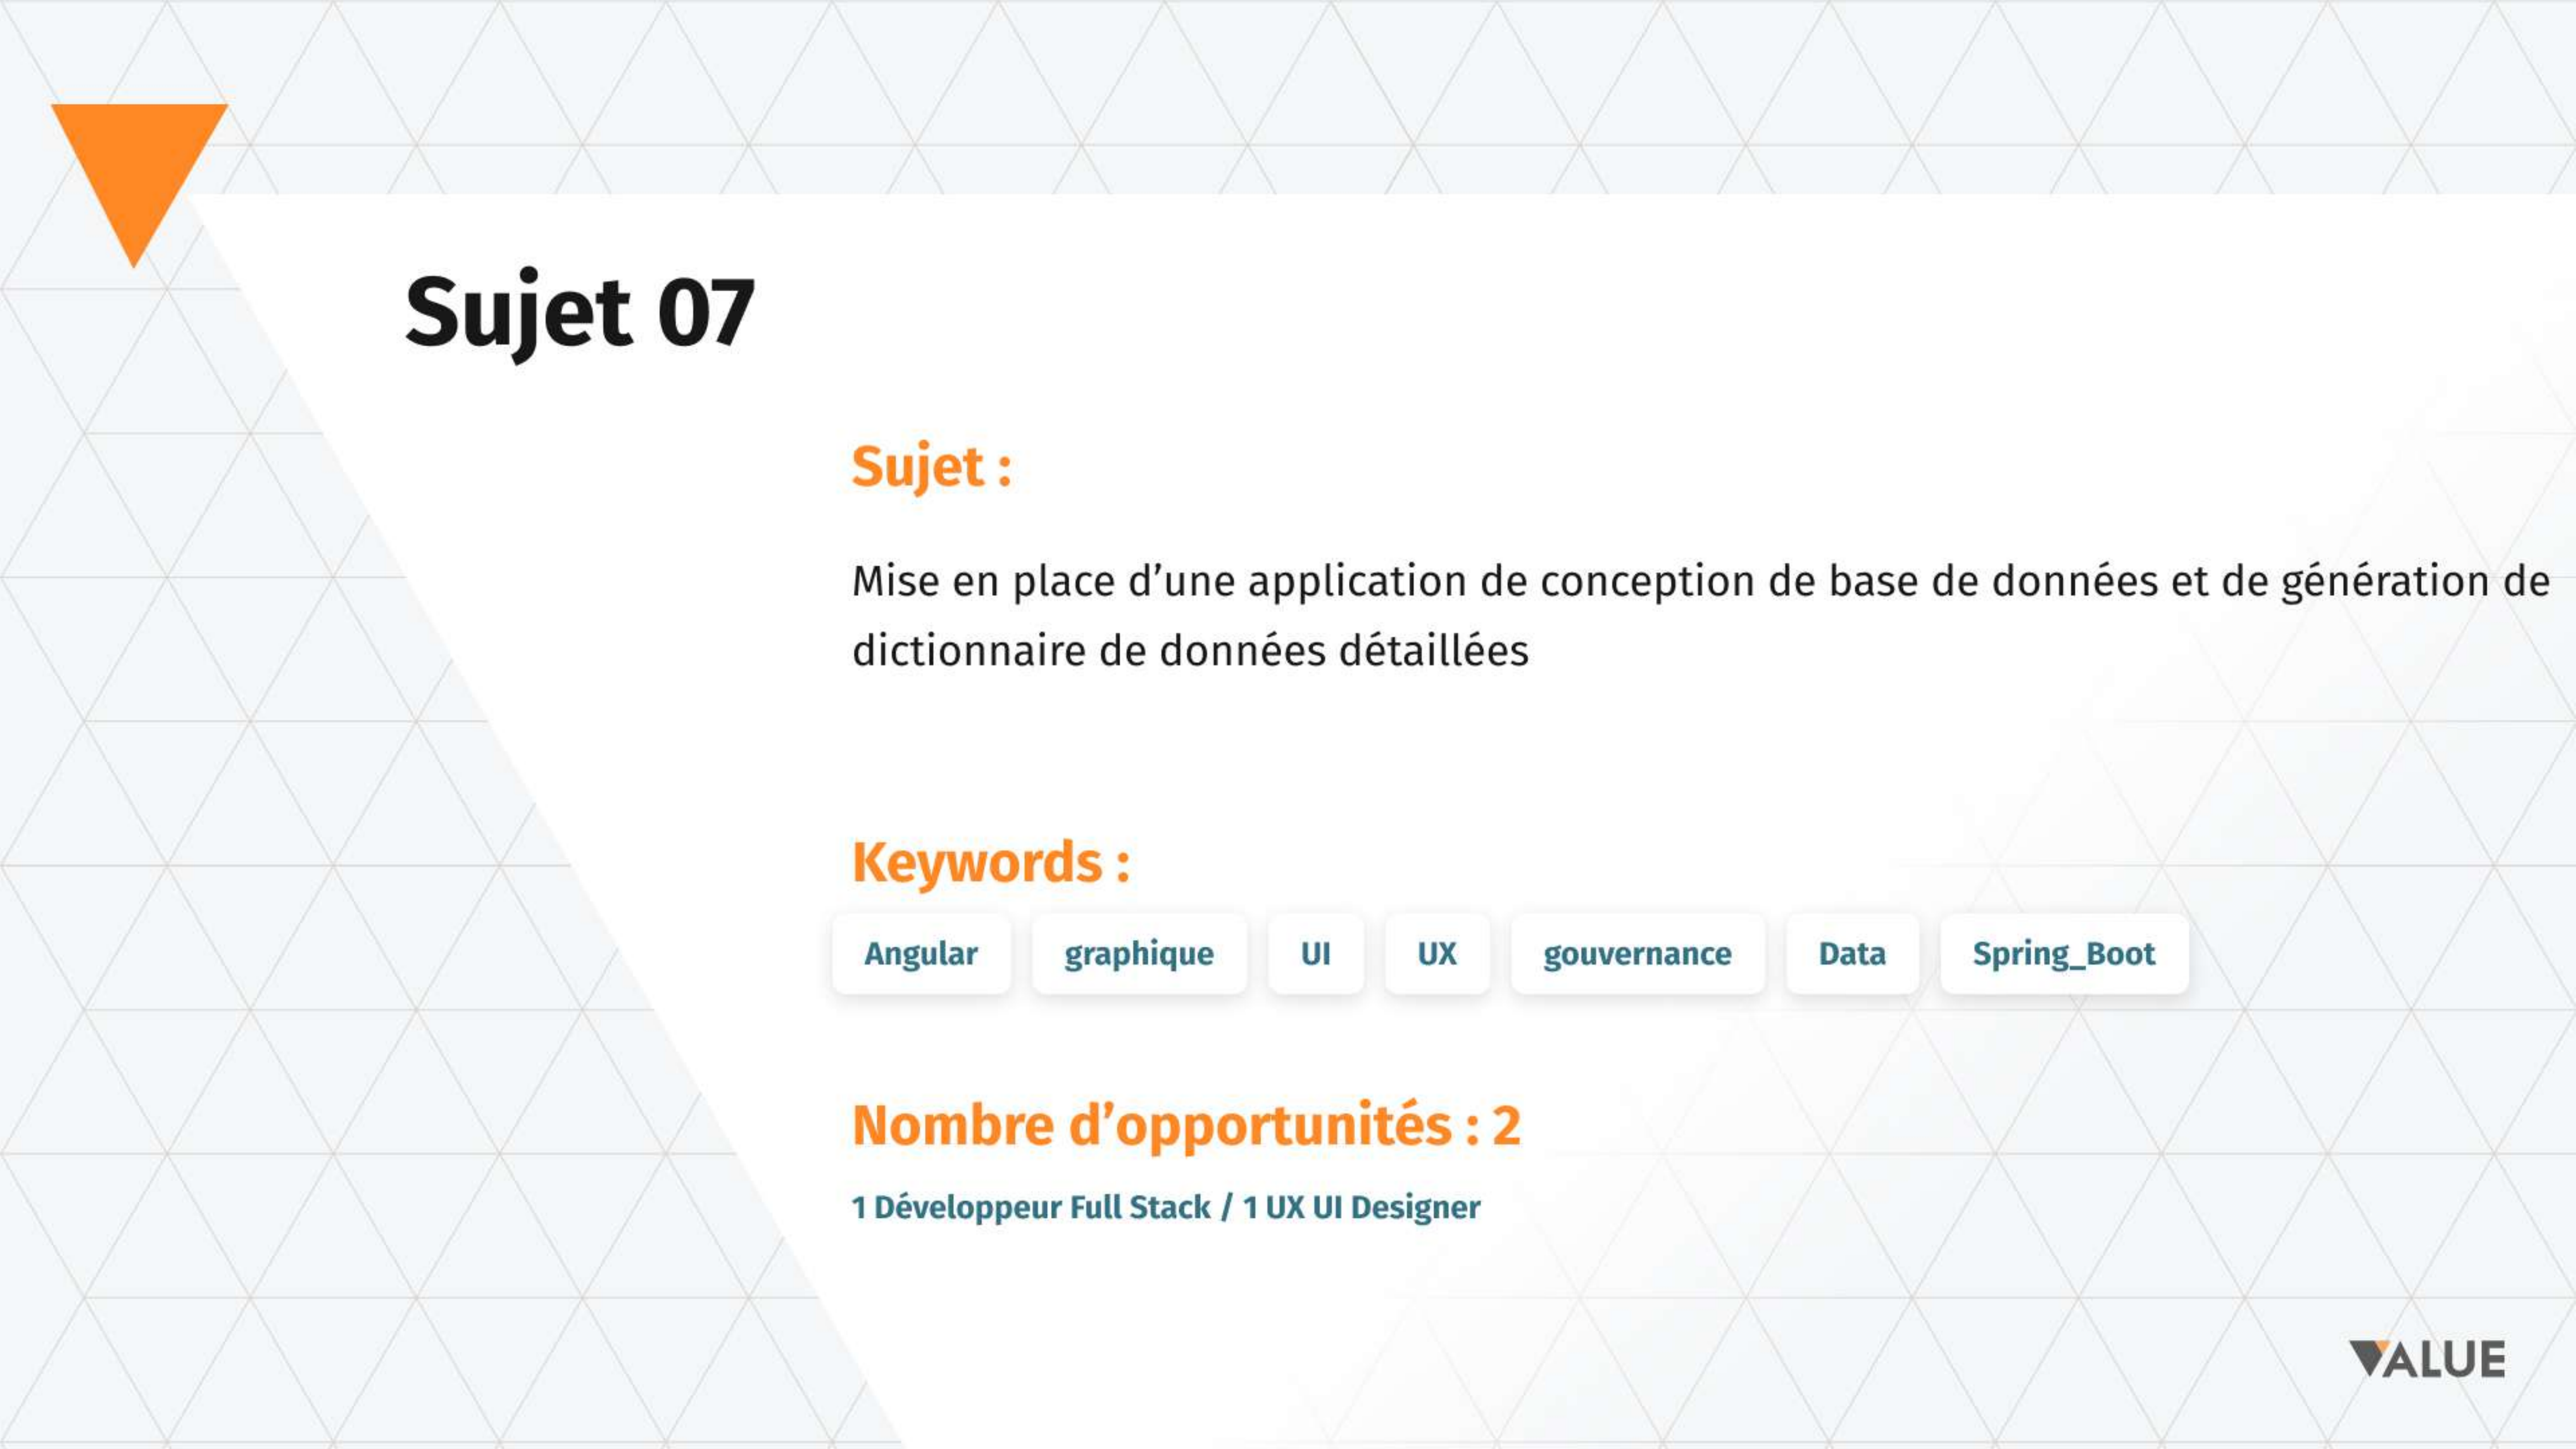 Sujet 07
Sujet :
Mise en place d’une application de conception de base de données et de génération de
dictionnaire de données détaillées
Keywords :
Angular graphique UI UX gouvernance Data Spring_Boot
Nombre d’opportunités : 2
1 Développeur Full Stack / 1 UX UI Designer
VALUE